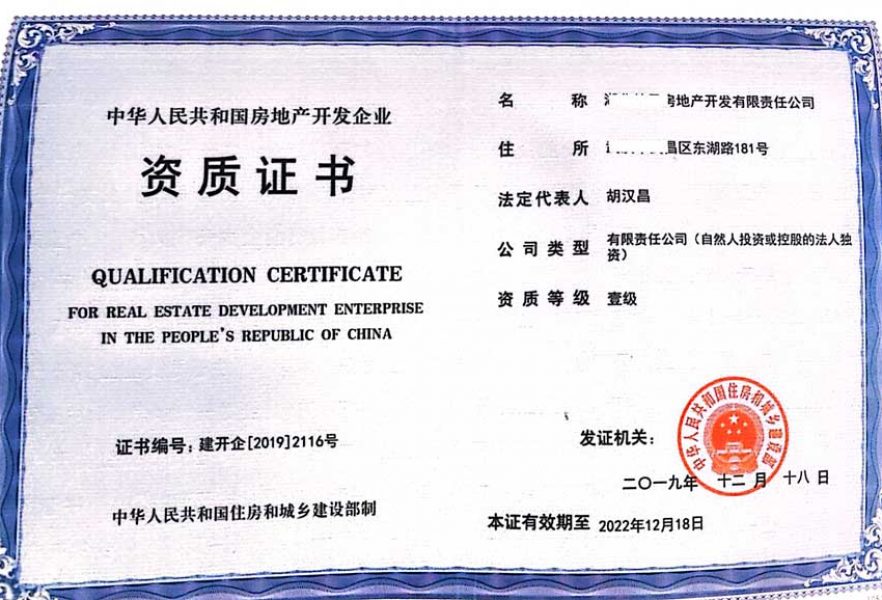 中华人民共和国房地产开发企业
资质证书
QUALIFICATION CERTIFICATE
FOR REAL ESTATE DEVELOPMENT ENTERPRISE
IN THE PEOPLE'S REPUBLIC OF CHINA
证书编号：建开企[2019]2116号
中华人民共和国住房和城乡建设部制
名 称 房地产开发有限责任公司
住 所 昌区东湖路181号
法定代表人 胡汉昌
公司类型 有限责任公司（自然人投资或控股的法人独
资）
资质等级 壹级
发证机关：
中华人民共和国住房和城乡建设部
二〇一九年 十二月 十八日
本证有效期至 2022年12月18日